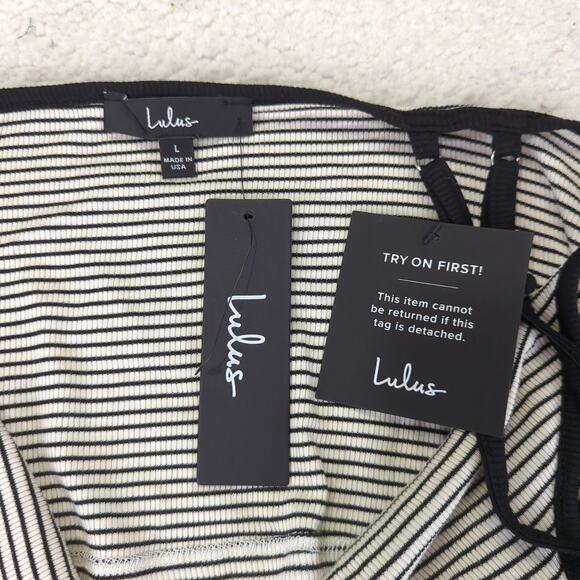 Lulus
L
MADE IN
USA
Lulus
TRY ON FIRST!
This item cannot
be returned if this
tag is detached.
Lulus